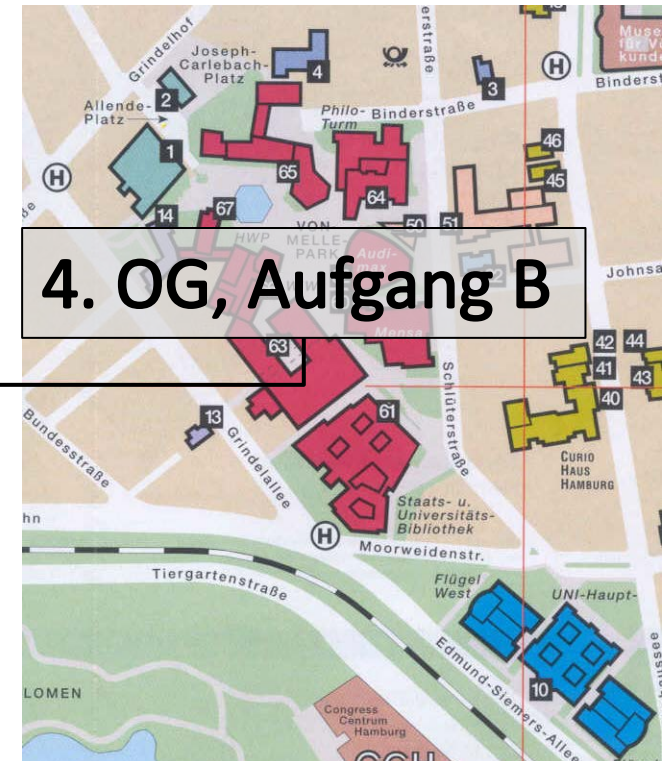 Grindelhof
Joseph-
Carlebach-
Platz
4
2
Allende-
Platz
1
3
Binderstraße
Philo-
Turm
65
64
67
14
H
H
46
45
VON
MELLE-
PARK
HWP
50
51
Audi-
Mensa
4. OG, Aufgang B
63
61
13
Bundesstraße
Grindelallee
Schlüterstraße
42
44
41
43
40
CURIO
HAUS
HAMBURG
Staats- u.
Universitäts-
Bibliothek
H
Moorweidenstr.
Tiergartenstraße
Flügel
West
UNI-Haupt-
10
Edmund-Siemers-Allee
LOMEN
Congress
Centrum
Hamburg